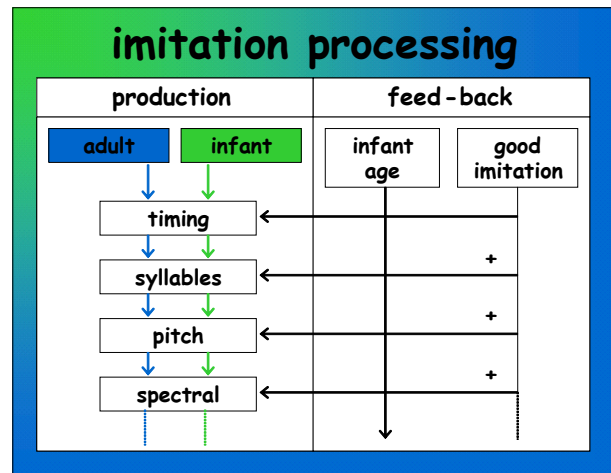 imitation processing
production
feed-back
adult
infant
infant
age
good
imitation
timing
+
syllables
+
pitch
+
spectral